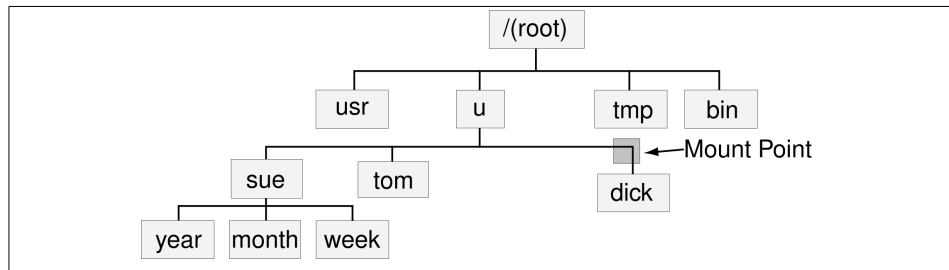 /(root)
usr u tmp bin
Mount Point
sue tom dick
year month week